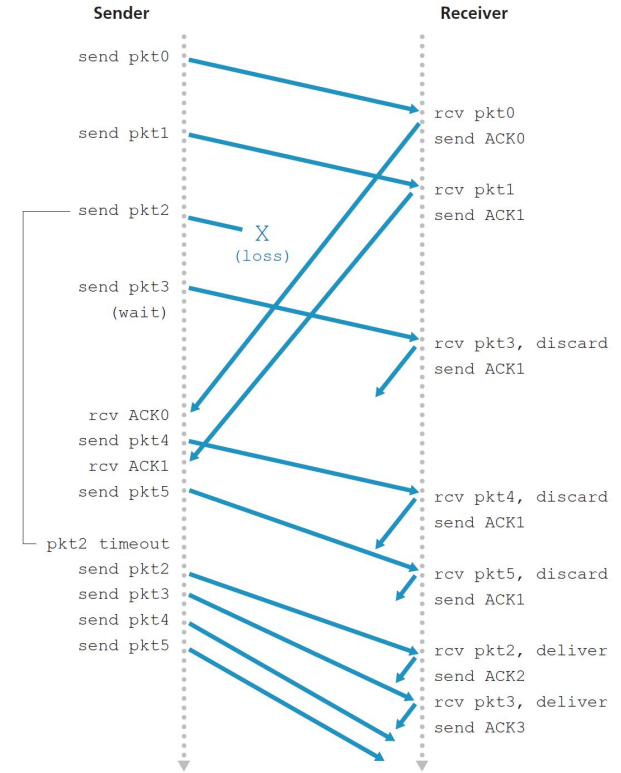 Sender
Receiver
send pkt0
rcv pkt0
send ACK0
send pkt1
rcv pkt1
send ACK1
send pkt2
X
(loss)
send pkt3
(wait)
rcv pkt3, discard
send ACK1
rcv ACK0
send pkt4
rcv ACK1
send pkt5
rcv pkt4, discard
send ACK1
pkt2 timeout
send pkt2
send pkt3
send pkt4
send pkt5
rcv pkt5, discard
send ACK1
rcv pkt2, deliver
send ACK2
rcv pkt3, deliver
send ACK3